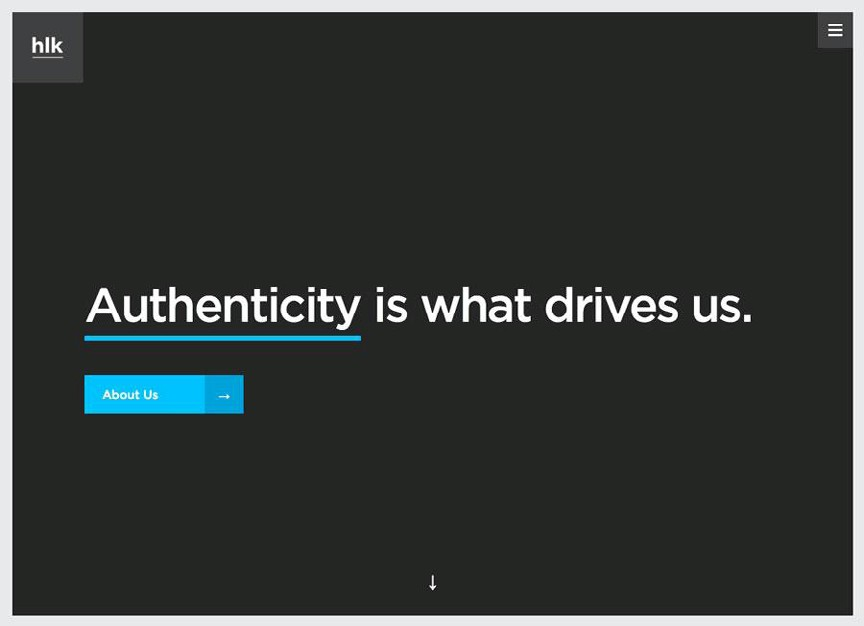 hlk
Authenticity is what drives us.
About Us →
↓